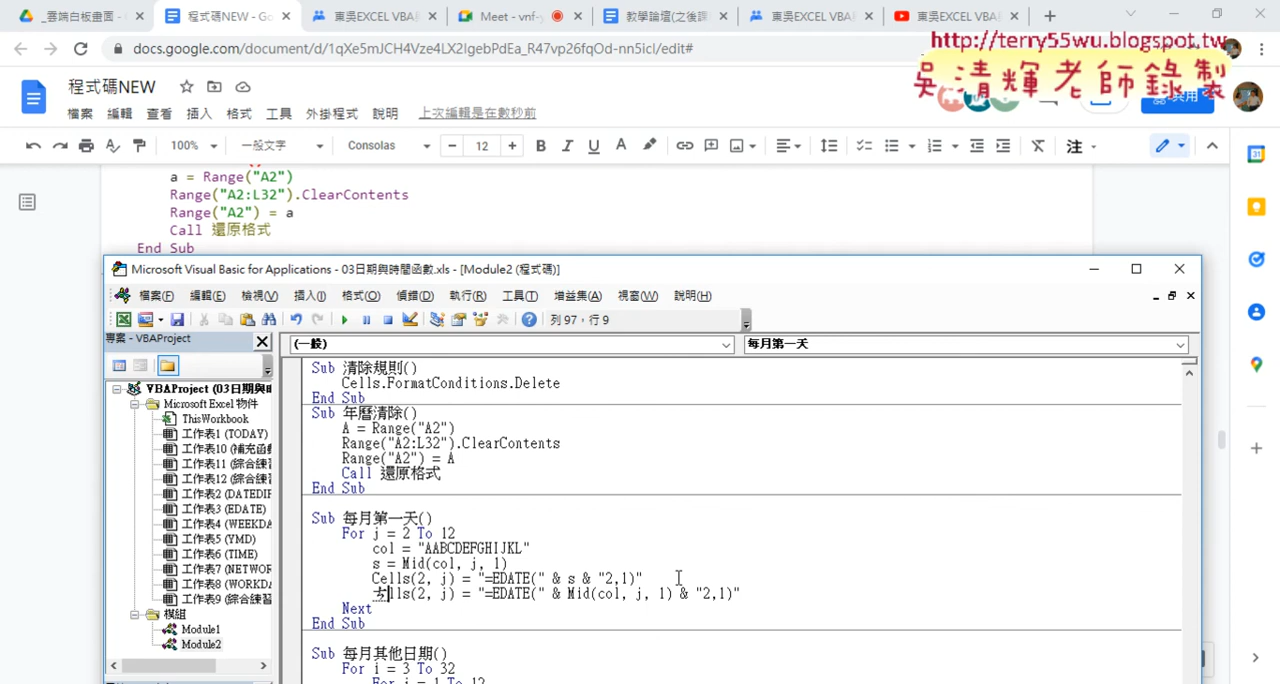 _雲端白板畫面 -
程式碼NEW - Go
東吳EXCEL VBA
Meet - vnf-
教學論壇(之後課
東吳EXCEL VBA
東吳EXCEL VBA
docs.google.com/document/d/1qXe5mJCH4Vze4LX2IgebPdEa_R47vp26fqOd-nn5icI/edit#
http://terry55wu.blogspot.tw
吳清輝老師錄製
程式碼NEW
檔案 編輯 查看 插入 格式 工具 外掛程式 說明 上次編輯是在數秒前
共用
100% 一般文字 Consolas − 12 + B I U A 注
a = Range("A2")
Range("A2:L32").ClearContents
Range("A2") = a
Call 還原格式
End Sub
Microsoft Visual Basic for Applications - 03日期與時間函數.xls - [Module2 (程式碼)]
檔案(F) 編輯(E) 檢視(V) 插入(I) 格式(O) 偵錯(D) 執行(R) 工具(T) 增益集(A) 視窗(W) 說明(H)
列 97，行 9
專案 - VBAProject
(一般)
每月第一天
VBAProject (03日期與時
Microsoft Excel 物件
ThisWorkbook
工作表1 (TODAY)
工作表10 (補充函數
工作表11 (綜合練習
工作表12 (綜合練習
工作表2 (DATEDIF
工作表3 (EDATE)
工作表4 (WEEKDA
工作表5 (YMD)
工作表6 (TIME)
工作表7 (NETWOR
工作表8 (WORKDA
工作表9 (綜合練習
模組
Module1
Module2
Sub 清除規則()
Cells.FormatConditions.Delete
End Sub
Sub 年曆清除()
A = Range("A2")
Range("A2:L32").ClearContents
Range("A2") = A
Call 還原格式
End Sub
Sub 每月第一天()
For j = 2 To 12
col = "AABCDEFGHIJKL"
s = Mid(col, j, 1)
Cells(2, j) = "=EDATE(" & s & "2,1)"
lls(2, j) = "=EDATE(" & Mid(col, j, 1) & "2,1)"
Next
End Sub
Sub 每月其他日期()
For i = 3 To 32
For j = 1 To 12